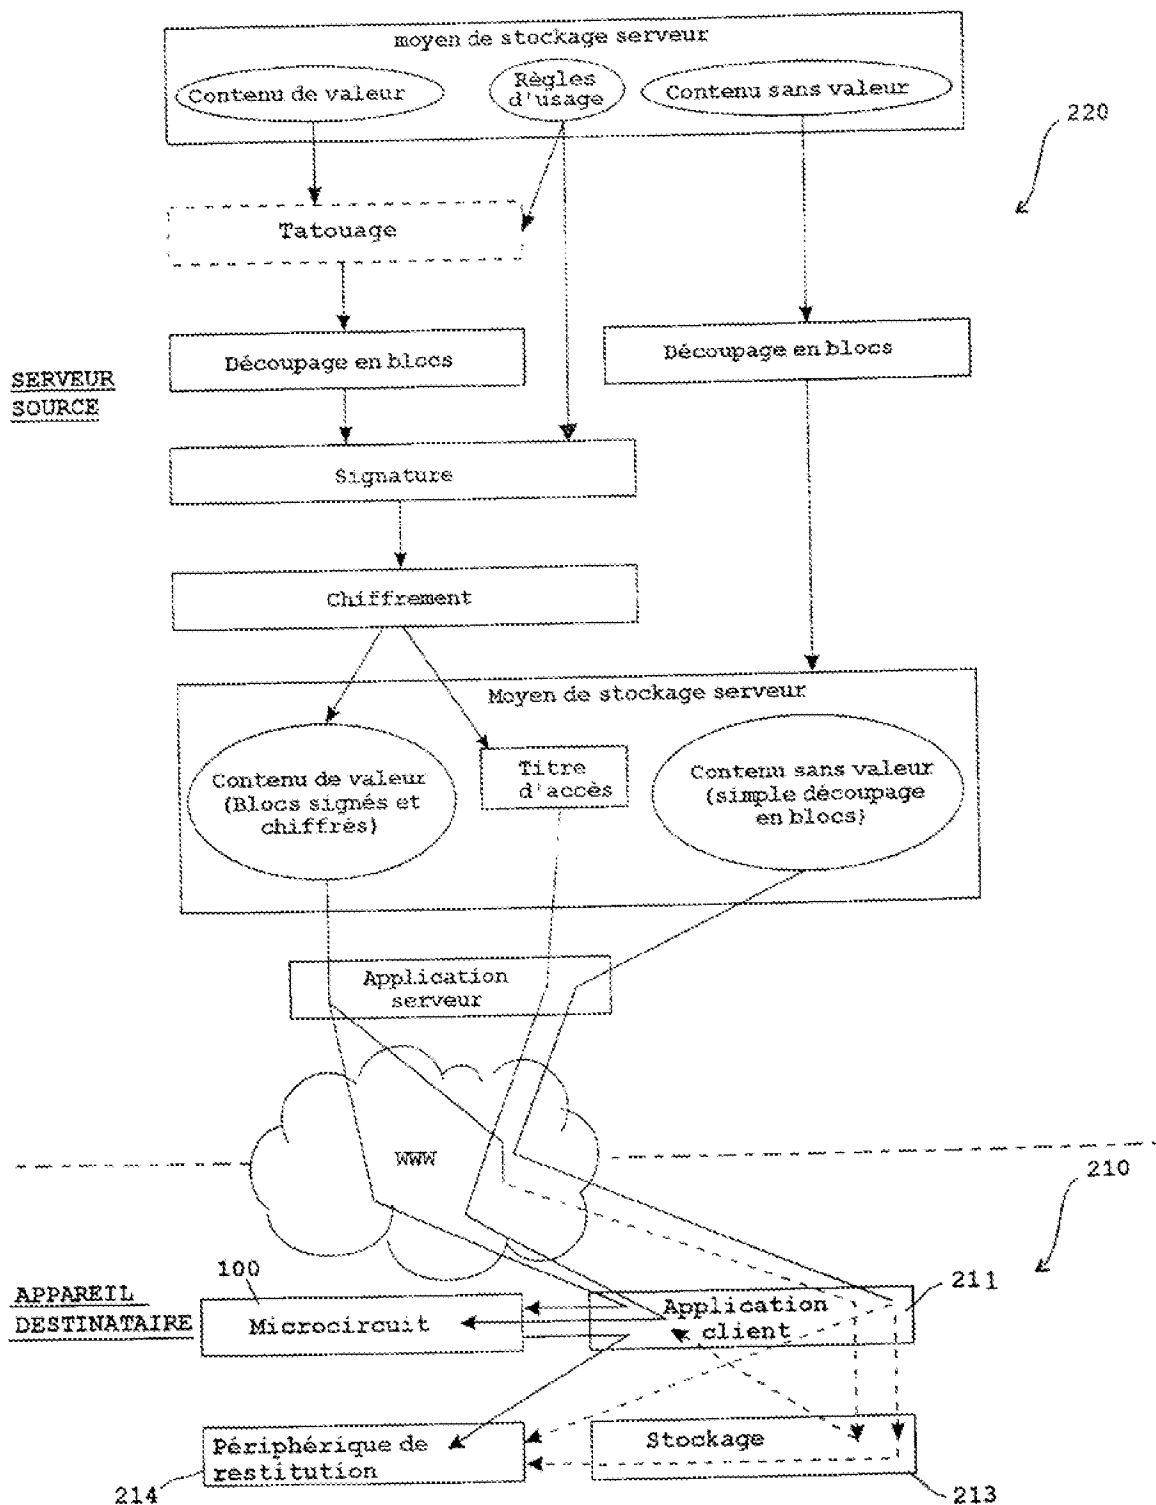 moyen de stockage serveur
Contenu de valeur
Règles
d'usage
Contenu sans valeur
220
Tatouage
Découpage en blocs
Découpage en blocs
SERVEUR
SOURCE
Signature
Chiffrement
Moyen de stockage serveur
Contenu de valeur
(Blocs signés et
chiffrés)
Titre
d'accès
Contenu sans valeur
(simple découpage
en blocs)
Application
serveur
WWW
210
100
211
APPAREIL
DESTINATAIRE
Microcircuit
Application
client
Périphérique de
restitution
Stockage
214
213